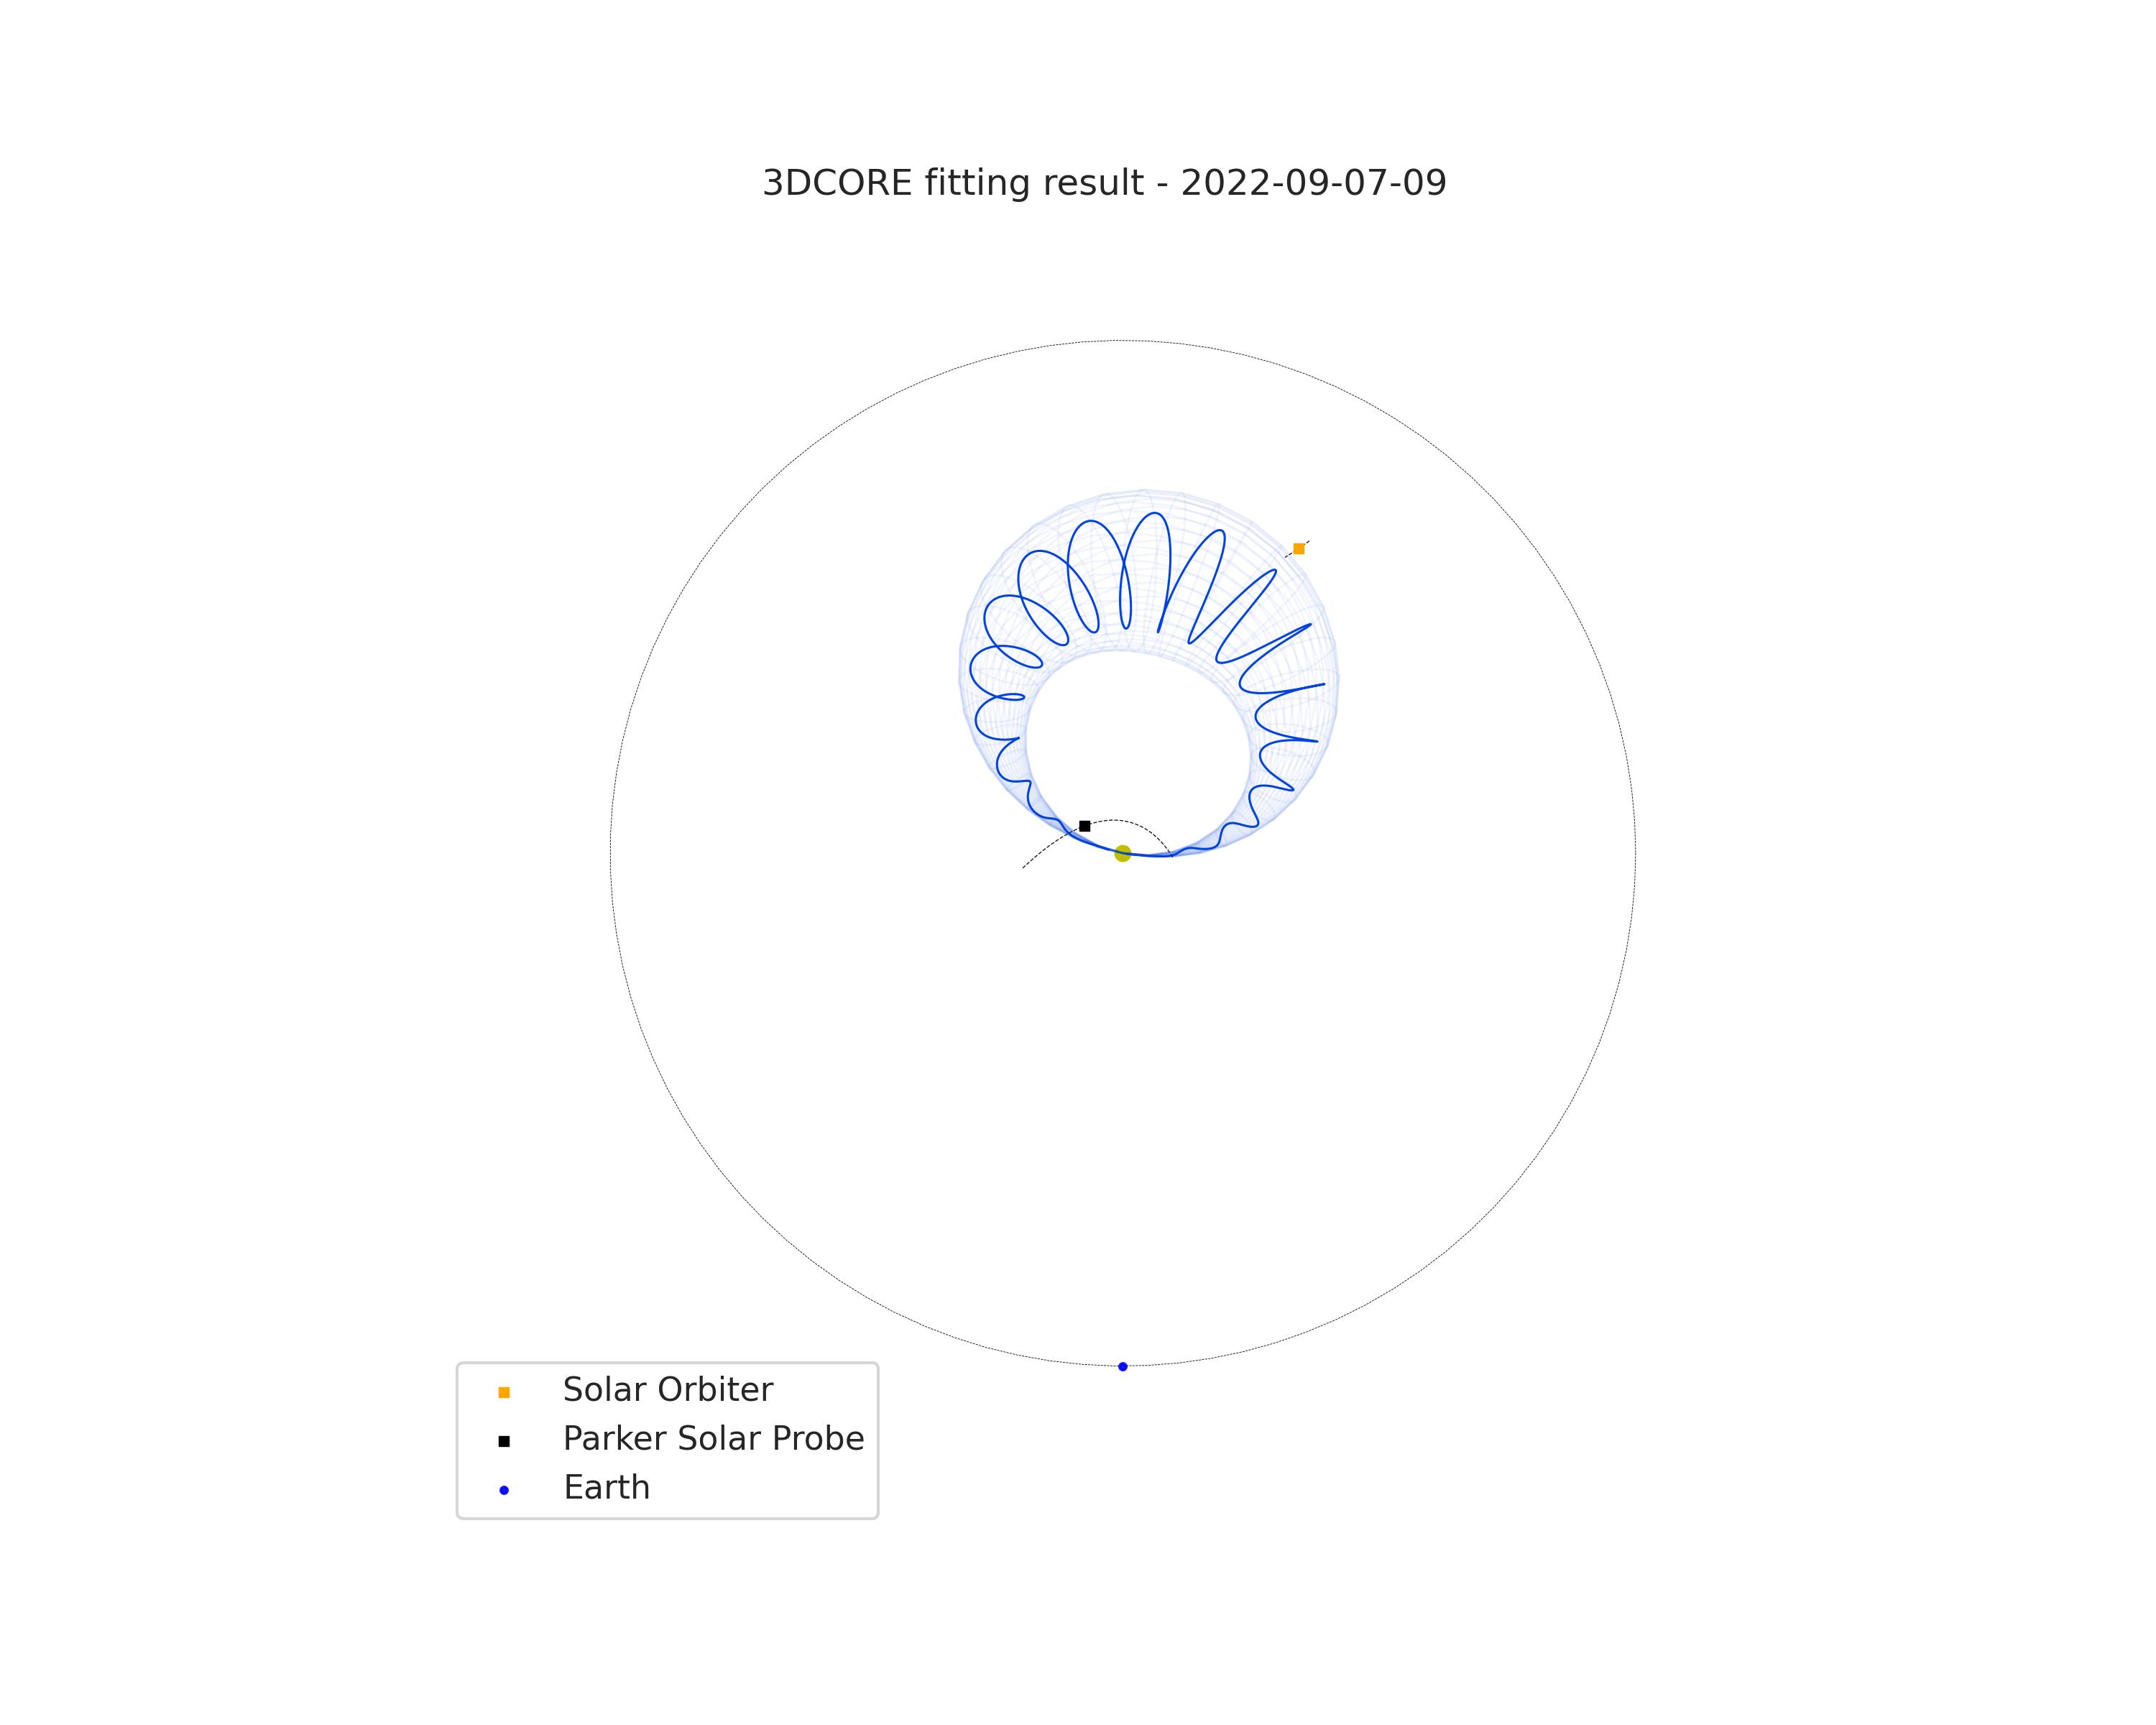 3DCORE fitting result - 2022-09-07-09
Solar Orbiter
Parker Solar Probe
Earth